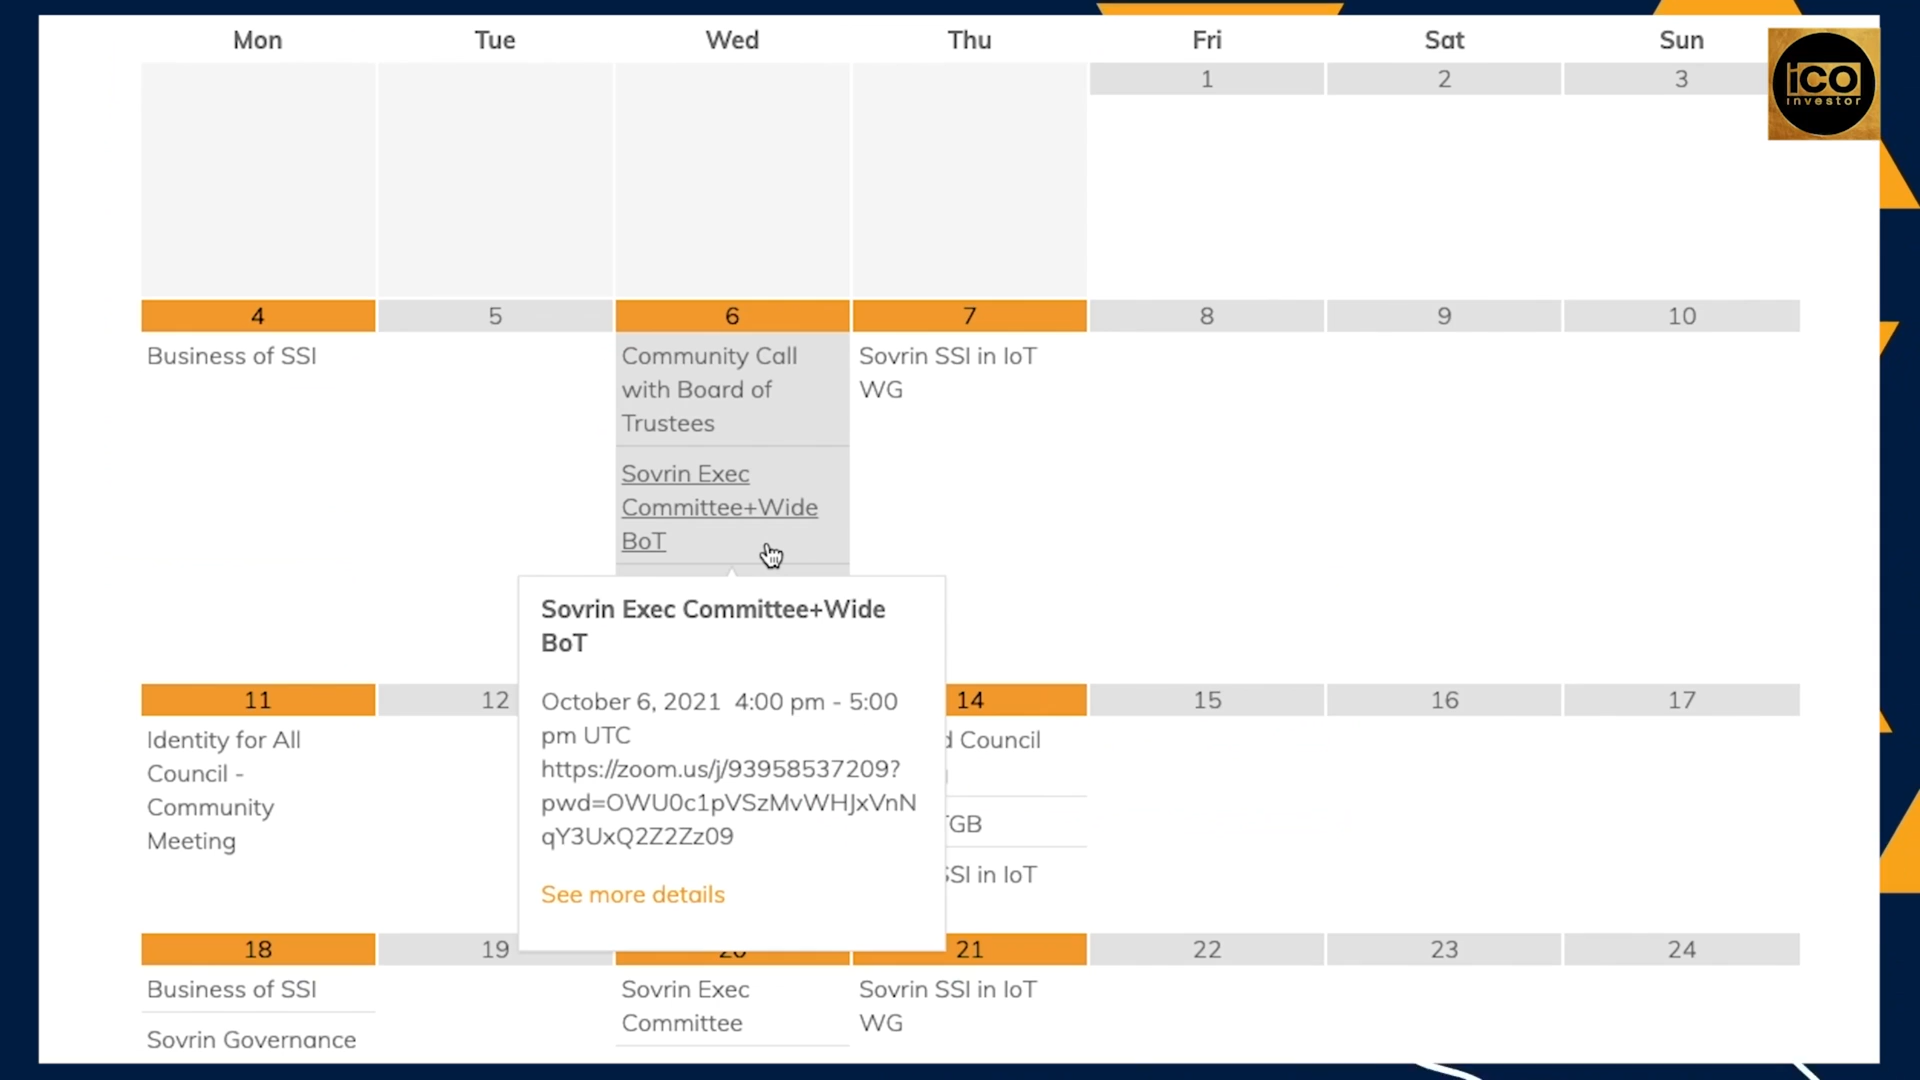 Mon Tue Wed Thu Fri Sat Sun
iCO
investor
1 2 3
4 5 6 7 8 9 10
Business of SSI
Community Call
with Board of
Trustees
Sovrin Exec
Committee+Wide
BoT
Sovrin SSI in IoT
WG
Sovrin Exec Committee+Wide
BoT
October 6, 2021 4:00 pm - 5:00
pm UTC
https://zoom.us/j/93958537209?
pwd=OWU0c1pVSzMvWHJxVnN
qY3UxQ2Z2Zz09
See more details
11 12 14 15 16 17
Identity for All
Council -
Community
Meeting
Council
GB
SSI in IoT
18 19 20 21 22 23 24
Business of SSI
Sovrin Governance
Sovrin Exec
Committee
Sovrin SSI in IoT
WG